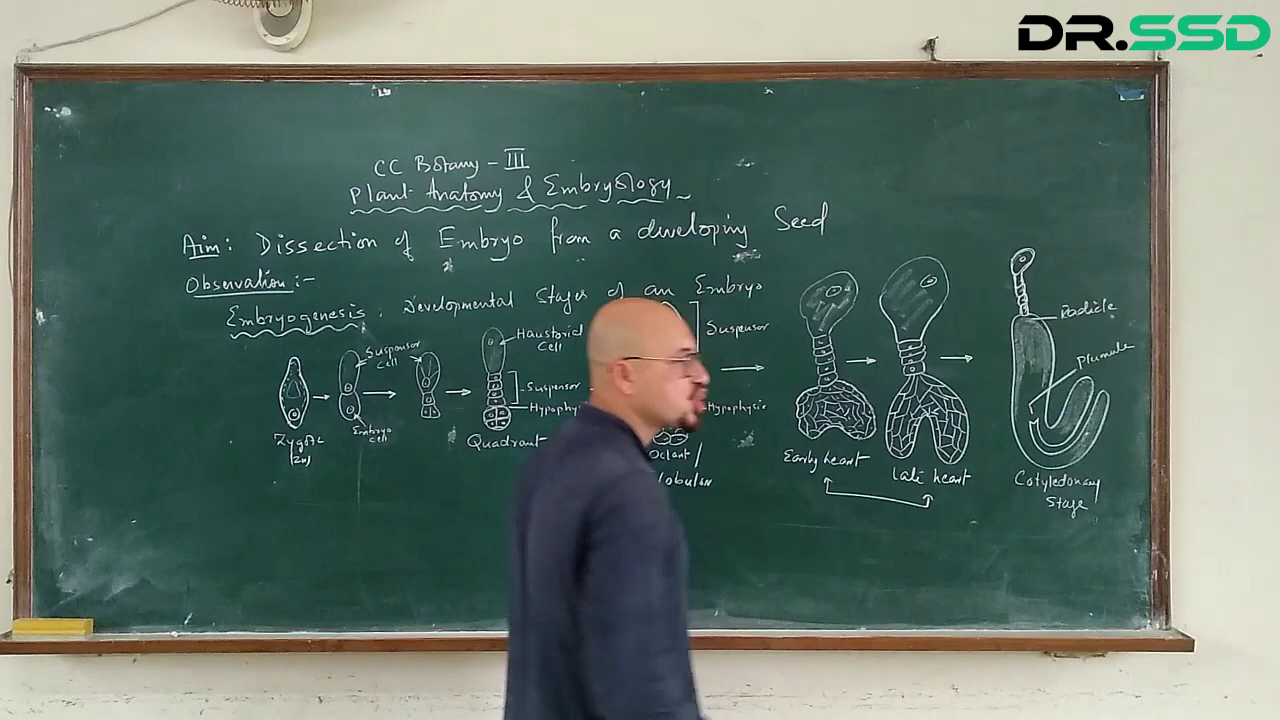 DR.SSD
CC Botany - III
Plant Anatomy & Embryology
Aim: Dissection of Embryo from a developing Seed
Observation:-
Embryogenesis: Developmental Stages of an Embryo
Suspensor
Cell
Embryo
Cell
Zygote
(2n)
Haustorial
Cell
Suspensor
Quadrant
Suspensor
Hypophysis
Octant/
Early heart
Late heart
Radicle
Plumule
Cotyledonary
Stage